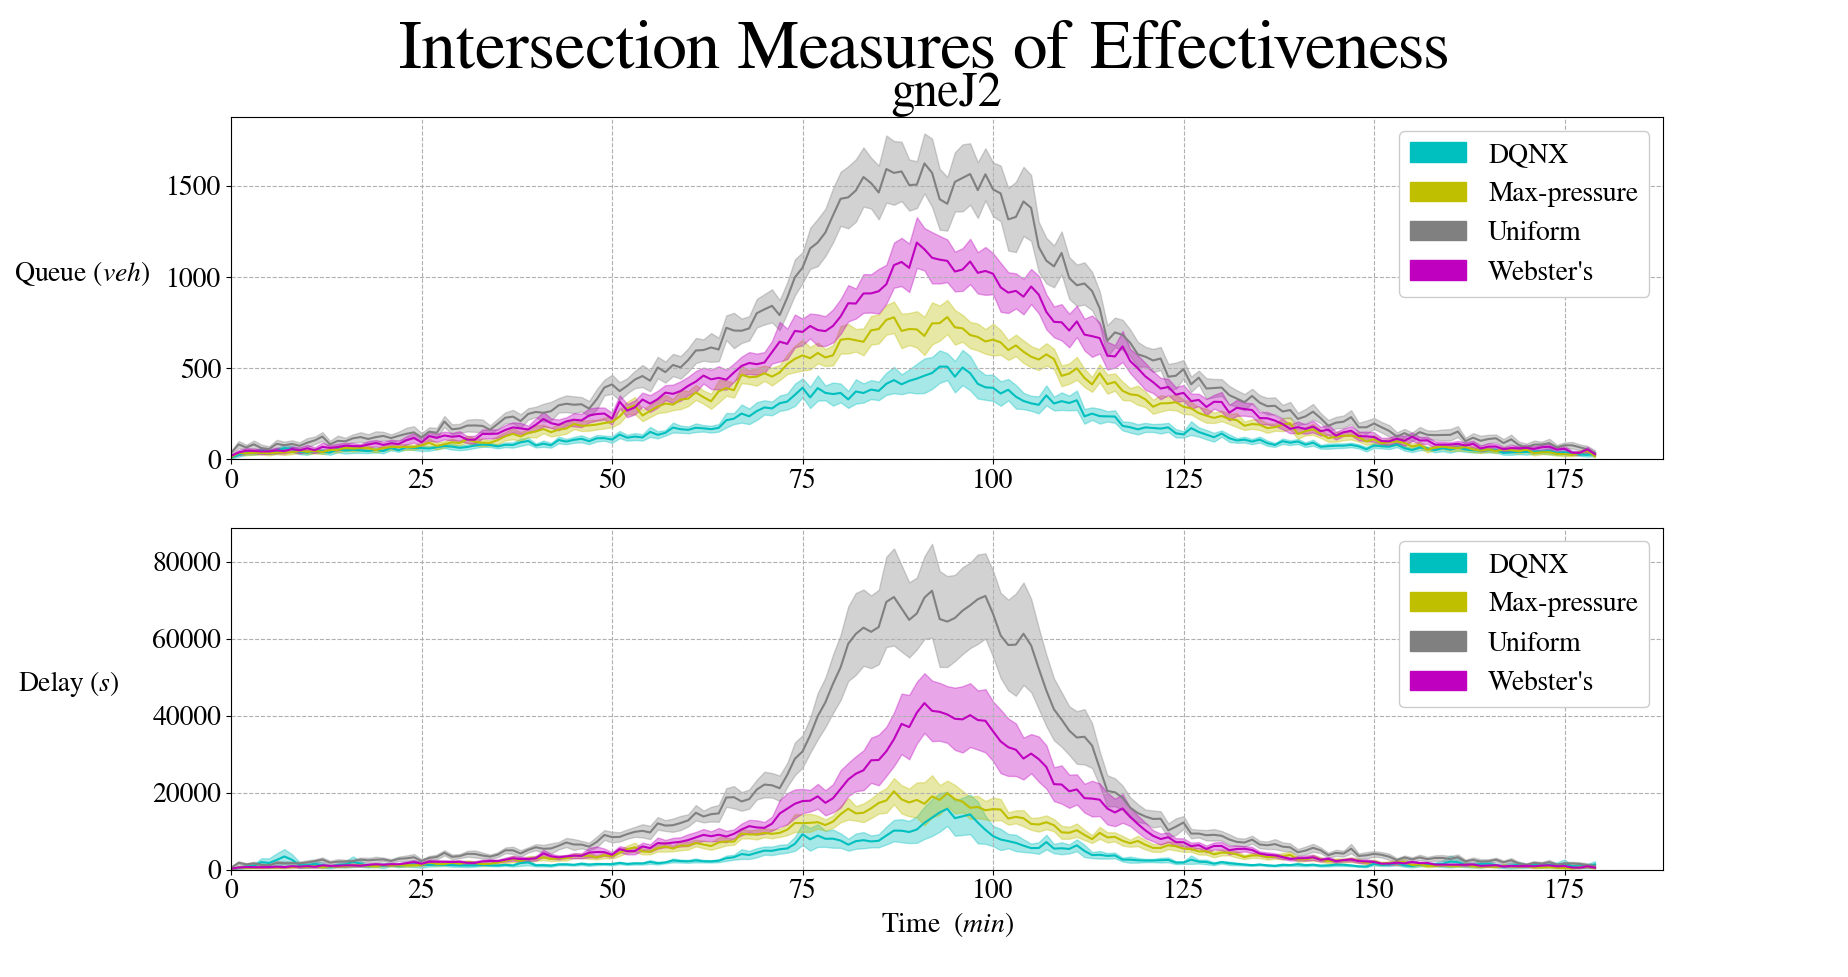 Intersection Measures of Effectiveness
gneJ2
1500
1000
500
0
Queue (veh)
0 25 50 75 100 125 150 175
DQNX
Max-pressure
Uniform
Webster's
80000
60000
40000
20000
0
Delay (s)
0 25 50 75 100 125 150 175
DQNX
Max-pressure
Uniform
Webster's
Time (min)